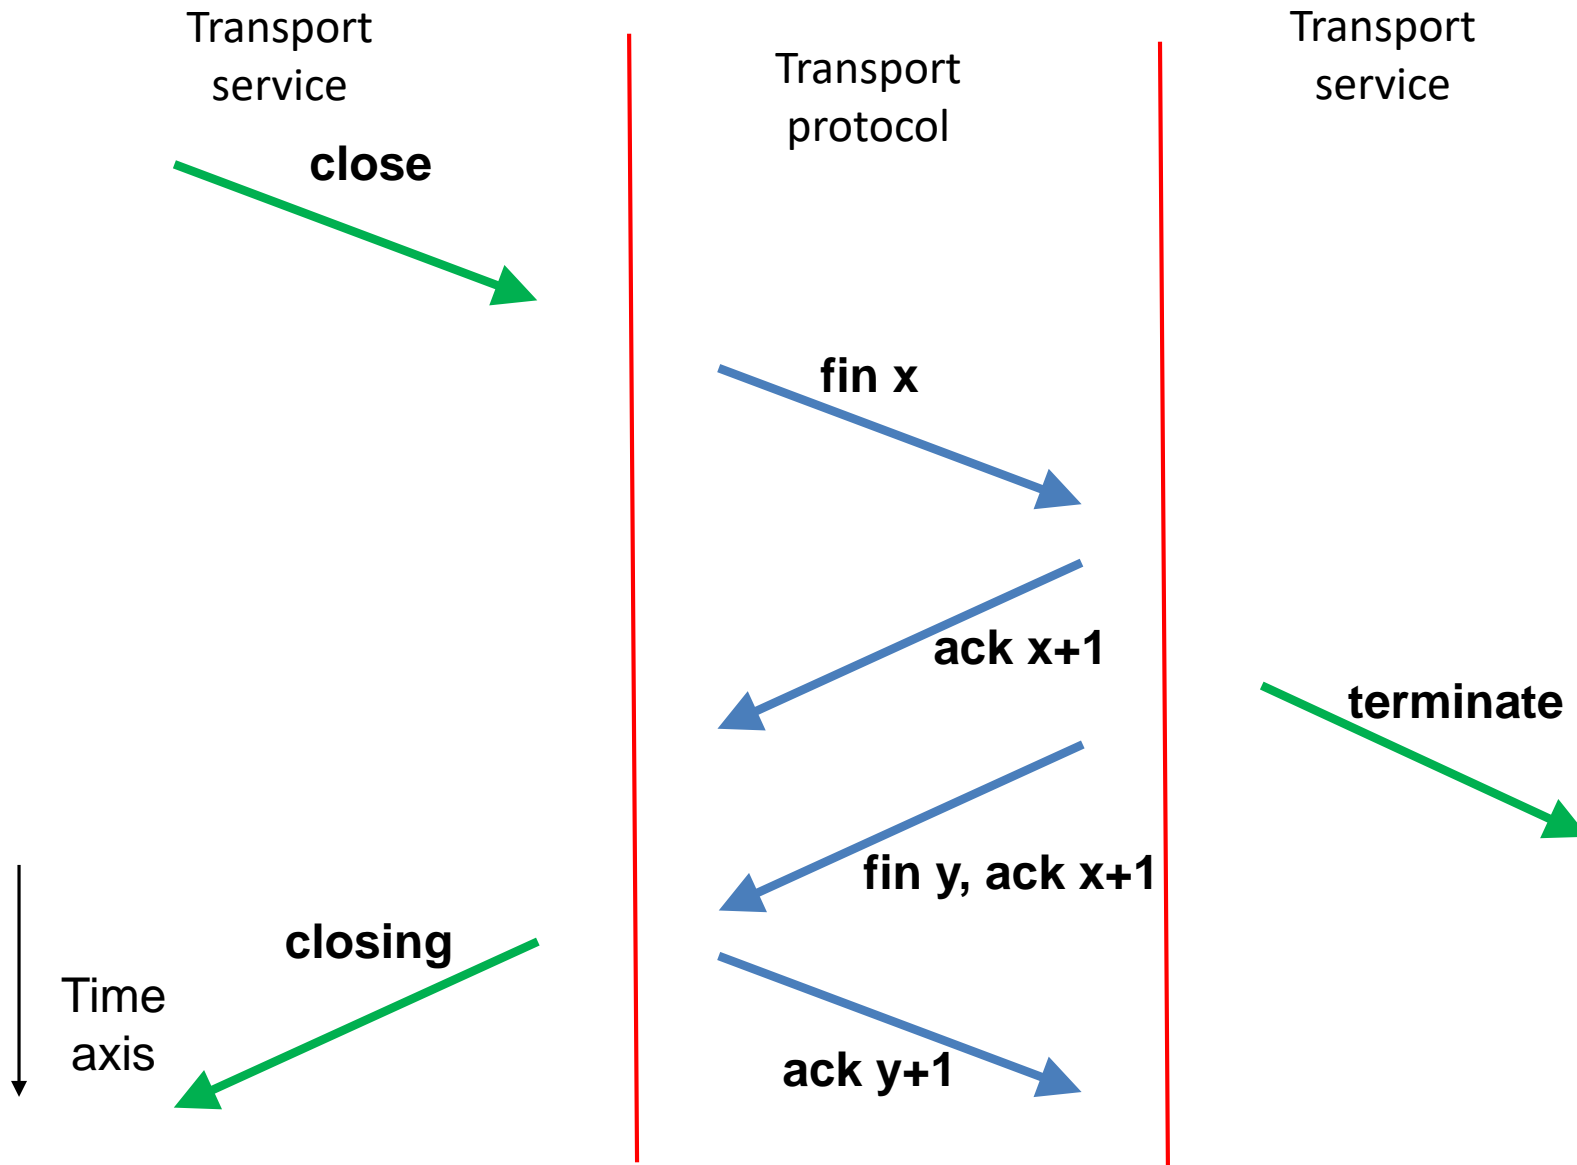 Transport
service
Transport
protocol
Transport
service
close
fin x
ack x+1
terminate
fin y, ack x+1
closing
Time
axis
ack y+1